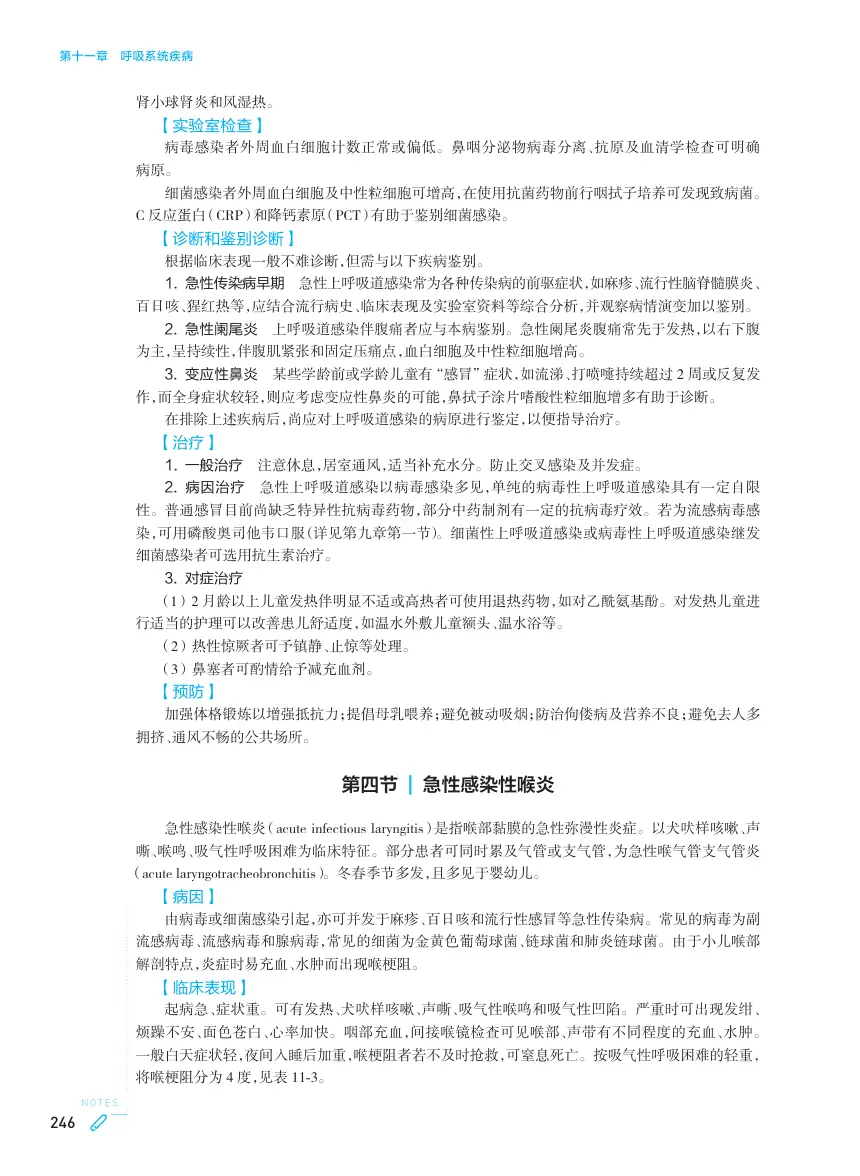 第十一章 呼吸系统疾病
肾小球肾炎和风湿热。
【实验室检查】
病毒感染者外周血白细胞计数正常或偏低。鼻咽分泌物病毒分离、抗原及血清学检查可明确
病原。
细菌感染者外周血白细胞及中性粒细胞可增高,在使用抗菌药物前行咽拭子培养可发现致病菌。
C 反应蛋白(CRP)和降钙素原(PCT)有助于鉴别细菌感染。
【诊断和鉴别诊断】
根据临床表现一般不难诊断,但需与以下疾病鉴别。
1. 急性传染病早期 急性上呼吸道感染常为各种传染病的前驱症状,如麻疹、流行性脑脊髓膜炎、
百日咳、猩红热等,应结合流行病史、临床表现及实验室资料等综合分析,并观察病情演变加以鉴别。
2. 急性阑尾炎 上呼吸道感染伴腹痛者应与本病鉴别。急性阑尾炎腹痛常先于发热,以右下腹
为主,呈持续性,伴腹肌紧张和固定压痛点,血白细胞及中性粒细胞增高。
3. 变应性鼻炎 某些学龄前或学龄儿童有“感冒”症状,如流涕、打喷嚏持续超过 2 周或反复发
作,而全身症状较轻,则应考虑变应性鼻炎的可能,鼻拭子涂片嗜酸性粒细胞增多有助于诊断。
在排除上述疾病后,尚应对上呼吸道感染的病原进行鉴定,以便指导治疗。
【治疗】
1. 一般治疗 注意休息,居室通风,适当补充水分。防止交叉感染及并发症。
2. 病因治疗 急性上呼吸道感染以病毒感染多见,单纯的病毒性上呼吸道感染具有一定自限
性。普通感冒目前尚缺乏特异性抗病毒药物,部分中药制剂有一定的抗病毒疗效。若为流感病毒感
染,可用磷酸奥司他韦口服(详见第九章第一节)。细菌性上呼吸道感染或病毒性上呼吸道感染继发
细菌感染者可选用抗生素治疗。
3. 对症治疗
(1)2 月龄以上儿童发热伴明显不适或高热者可使用退热药物,如对乙酰氨基酚。对发热儿童进
行适当的护理可以改善患儿舒适度,如温水外敷儿童额头、温水浴等。
(2)热性惊厥者可予镇静、止惊等处理。
(3)鼻塞者可酌情给予减充血剂。
【预防】
加强体格锻炼以增强抵抗力;提倡母乳喂养;避免被动吸烟;防治佝偻病及营养不良;避免去人多
拥挤、通风不畅的公共场所。
第四节 | 急性感染性喉炎
急性感染性喉炎(acute infectious laryngitis)是指喉部黏膜的急性弥漫性炎症。以犬吠样咳嗽、声
嘶、喉鸣、吸气性呼吸困难为临床特征。部分患者可同时累及气管或支气管,为急性喉气管支气管炎
(acute laryngotracheobronchitis)。冬春季节多发,且多见于婴幼儿。
【病因】
由病毒或细菌感染引起,亦可并发于麻疹、百日咳和流行性感冒等急性传染病。常见的病毒为副
流感病毒、流感病毒和腺病毒,常见的细菌为金黄色葡萄球菌、链球菌和肺炎链球菌。由于小儿喉部
解剖特点,炎症时易充血、水肿而出现喉梗阻。
【临床表现】
起病急、症状重。可有发热、犬吠样咳嗽、声嘶、吸气性喉鸣和吸气性凹陷。严重时可出现发绀、
烦躁不安、面色苍白、心率加快。咽部充血,间接喉镜检查可见喉部、声带有不同程度的充血、水肿。
一般白天症状轻,夜间入睡后加重,喉梗阻者若不及时抢救,可窒息死亡。按吸气性呼吸困难的轻重,
将喉梗阻分为 4 度,见表 11-3。
NOTES
246